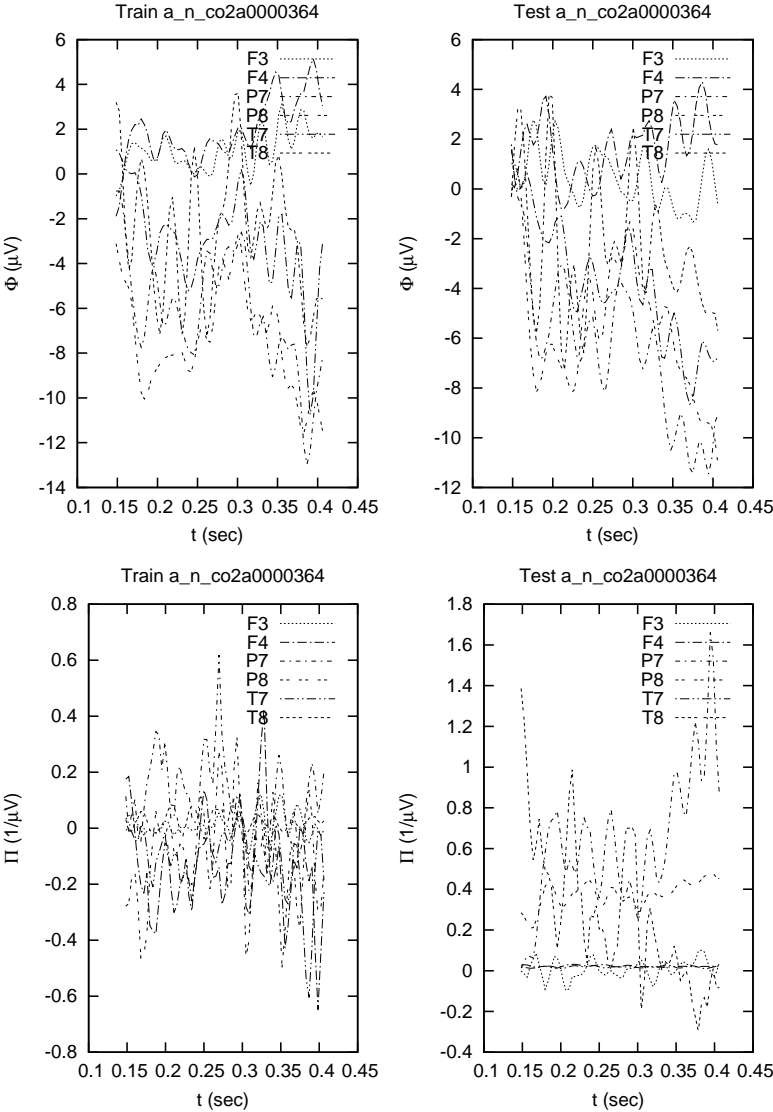 Train a_n_co2a0000364
6
4
2
0
-2
-4
-6
-8
-10
-12
-14
Φ (μV)
F3
F4
P7
P8
T7
T8
0.1 0.15 0.2 0.25 0.3 0.35 0.4 0.45
t (sec)
Test a_n_co2a0000364
6
4
2
0
-2
-4
-6
-8
-10
-12
Φ (μV)
F3
F4
P7
P8
T7
T8
0.1 0.15 0.2 0.25 0.3 0.35 0.4 0.45
t (sec)
Train a_n_co2a0000364
0.8
0.6
0.4
0.2
0
-0.2
-0.4
-0.6
-0.8
Π (1/μV)
F3
F4
P7
P8
T7
T8
0.1 0.15 0.2 0.25 0.3 0.35 0.4 0.45
t (sec)
Test a_n_co2a0000364
1.8
1.6
1.4
1.2
1
0.8
0.6
0.4
0.2
0
-0.2
-0.4
Π (1/μV)
F3
F4
P7
P8
T7
T8
0.1 0.15 0.2 0.25 0.3 0.35 0.4 0.45
t (sec)